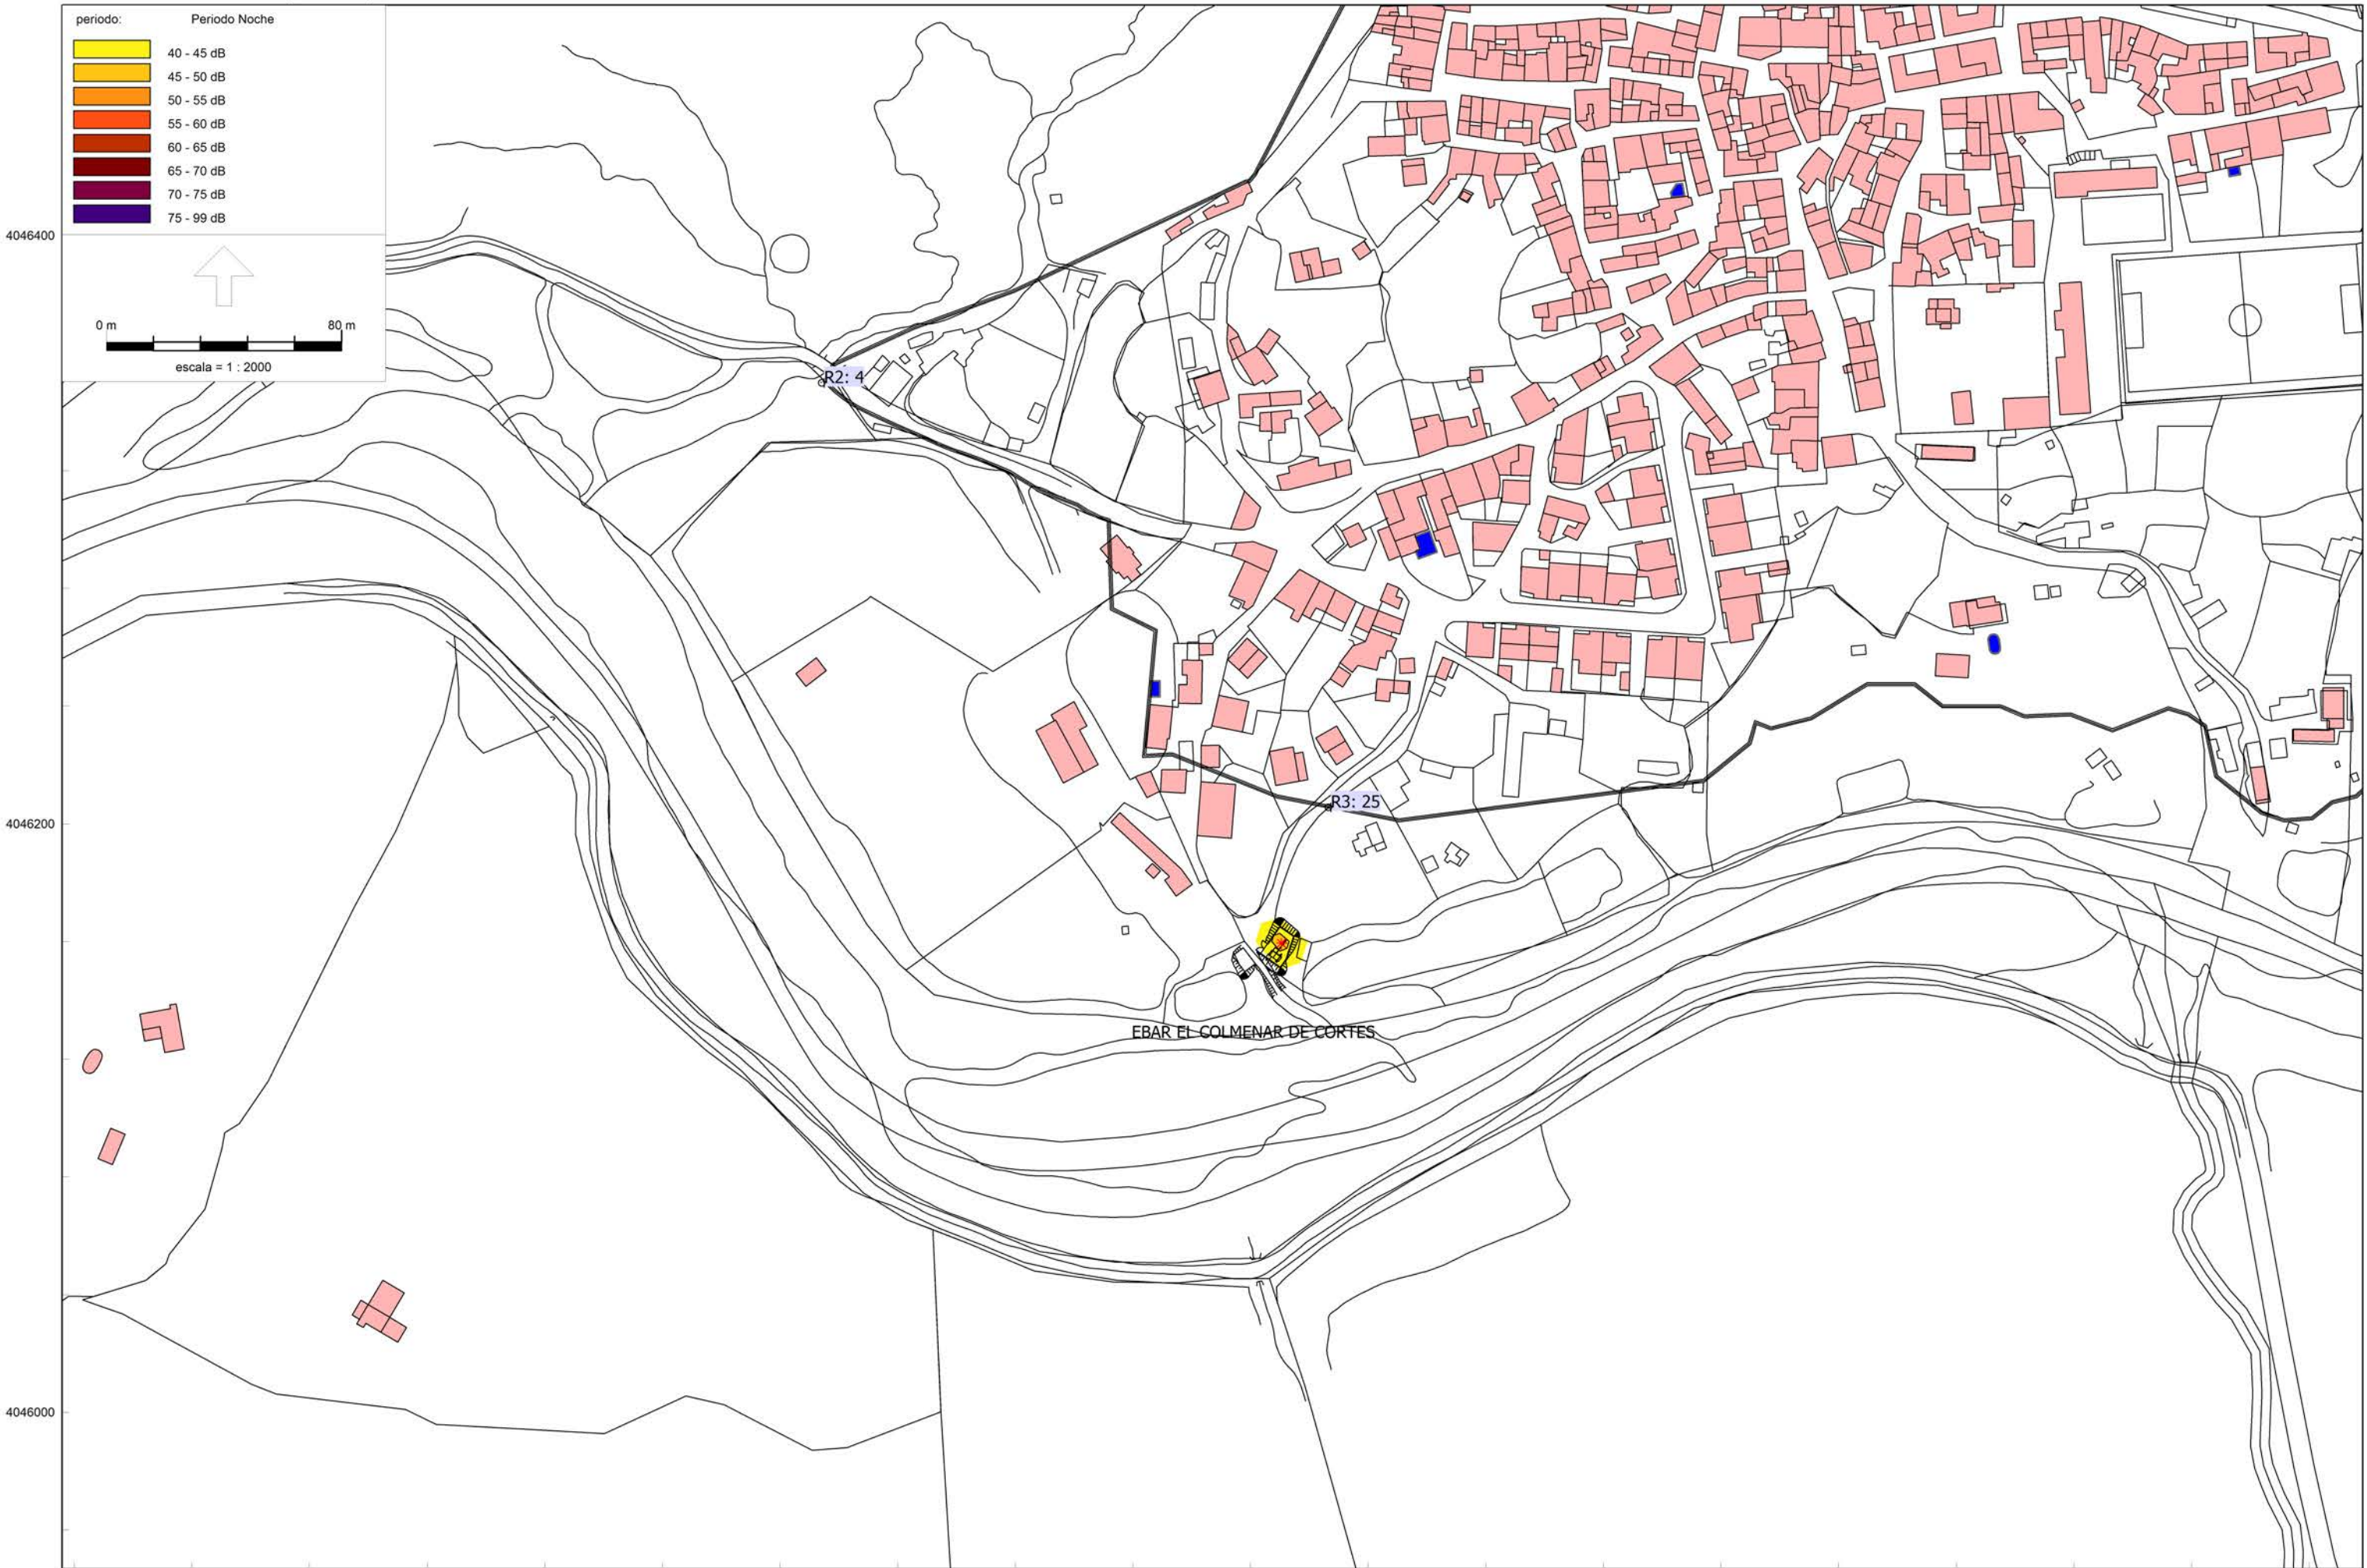 periodo: Periodo Noche
40 - 45 dB
45 - 50 dB
50 - 55 dB
55 - 60 dB
60 - 65 dB
65 - 70 dB
70 - 75 dB
75 - 99 dB
4046400
0 m 80 m
escala = 1 : 2000
R2: 4
R3: 25
4046200
EBAR EL COLMENAR DE CORTES
4046000